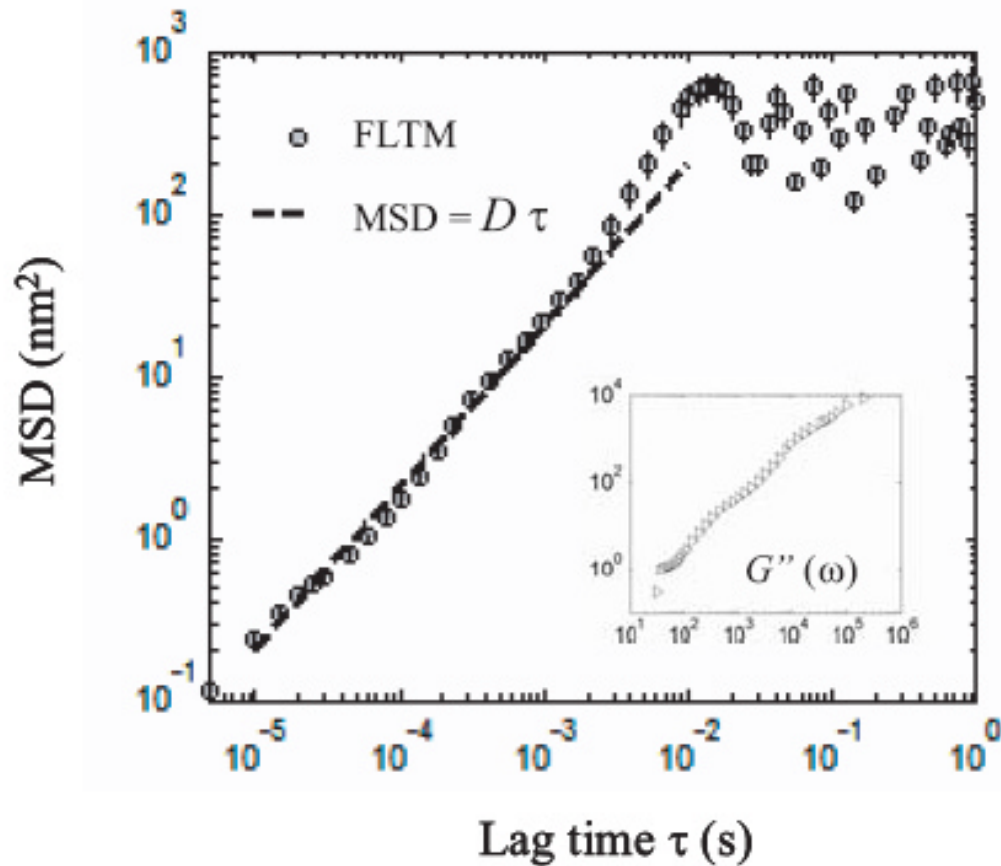 10³
10²
10¹
10⁰
10⁻¹
MSD (nm²)
FLTM
MSD = D τ
10⁴
10²
10⁰
G'' (ω)
10¹ 10² 10³ 10⁴ 10⁵ 10⁶
10⁻⁵ 10⁻⁴ 10⁻³ 10⁻² 10⁻¹ 10⁰
Lag time τ (s)